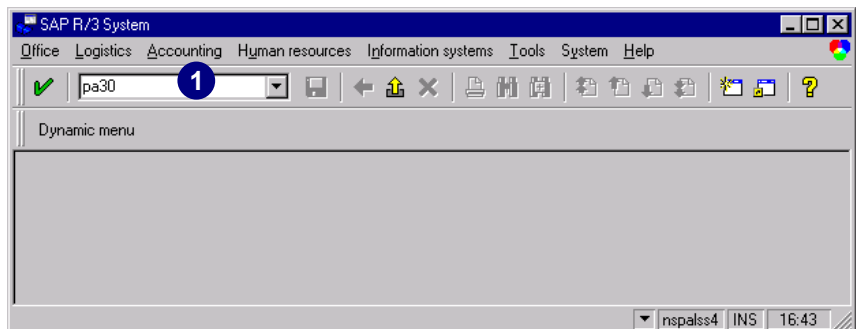 SAP R/3 System
Office Logistics Accounting Human resources Information systems Tools System Help
pa30 1
Dynamic menu
nspalss4 INS 16:43